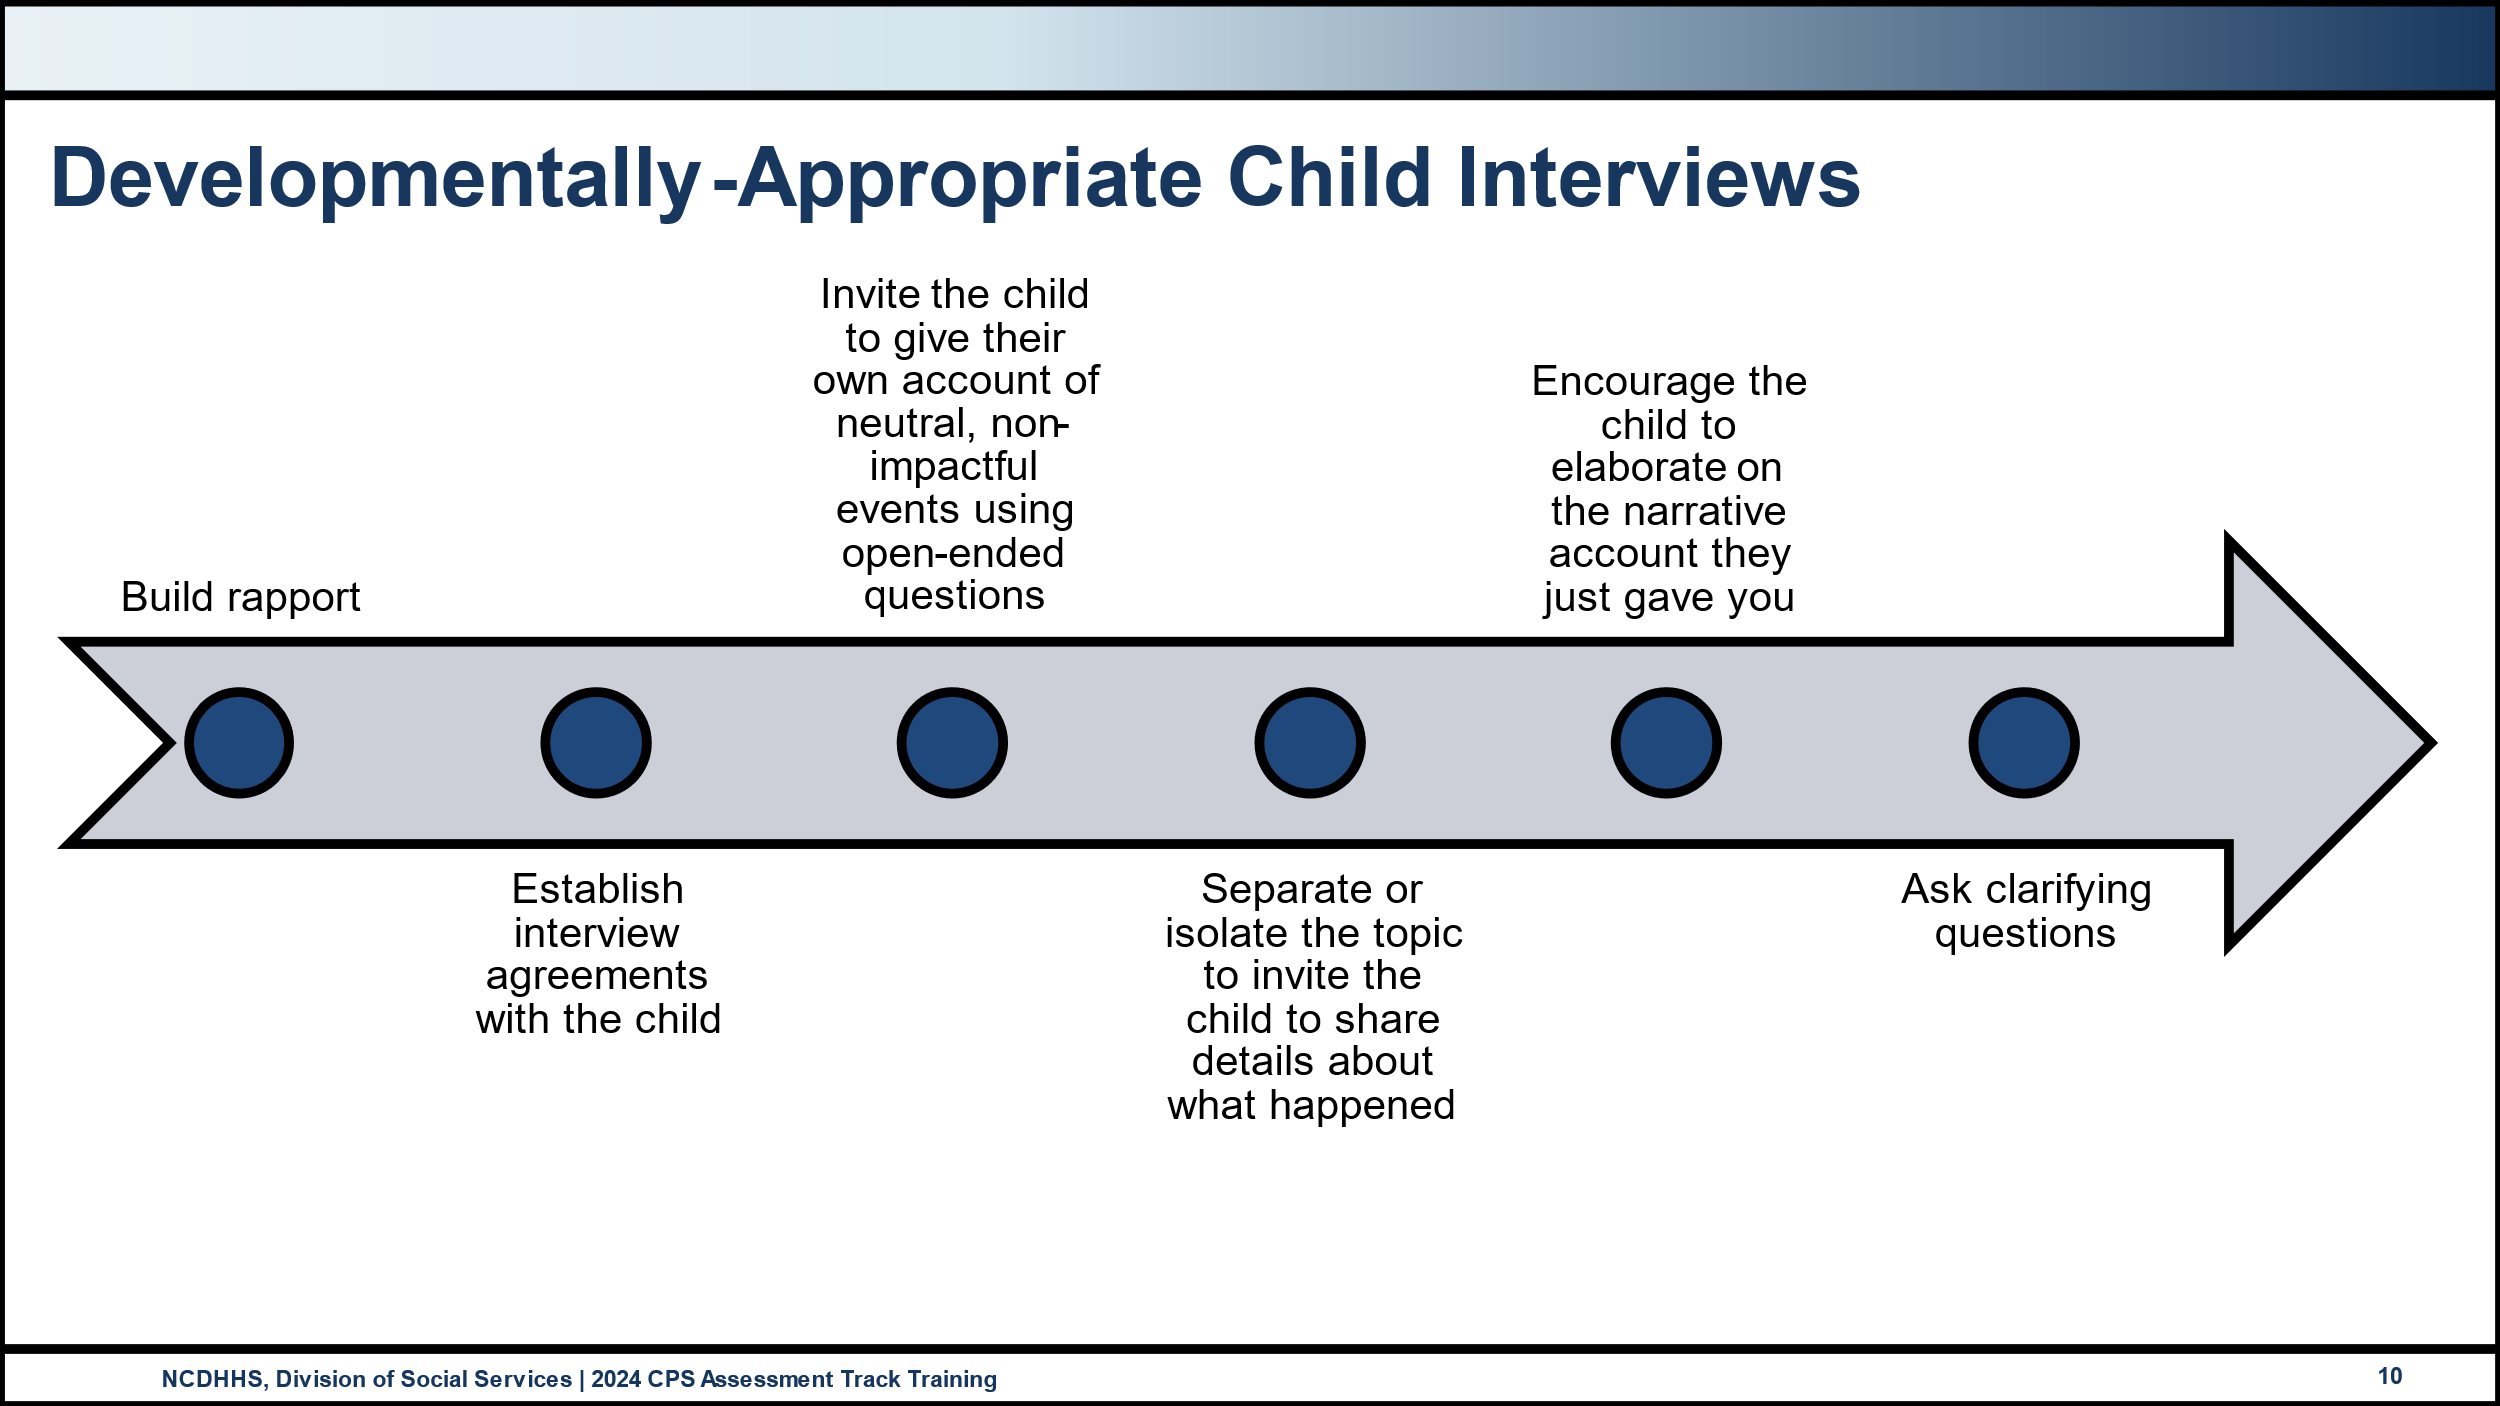 Developmentally-Appropriate Child Interviews
Build rapport
Establish
interview
agreements
with the child
Invite the child
to give their
own account of
neutral, non-
impactful
events using
open-ended
questions
Separate or
isolate the topic
to invite the
child to share
details about
what happened
Encourage the
child to
elaborate on
the narrative
account they
just gave you
Ask clarifying
questions
NCDHHS, Division of Social Services | 2024 CPS Assessment Track Training
10